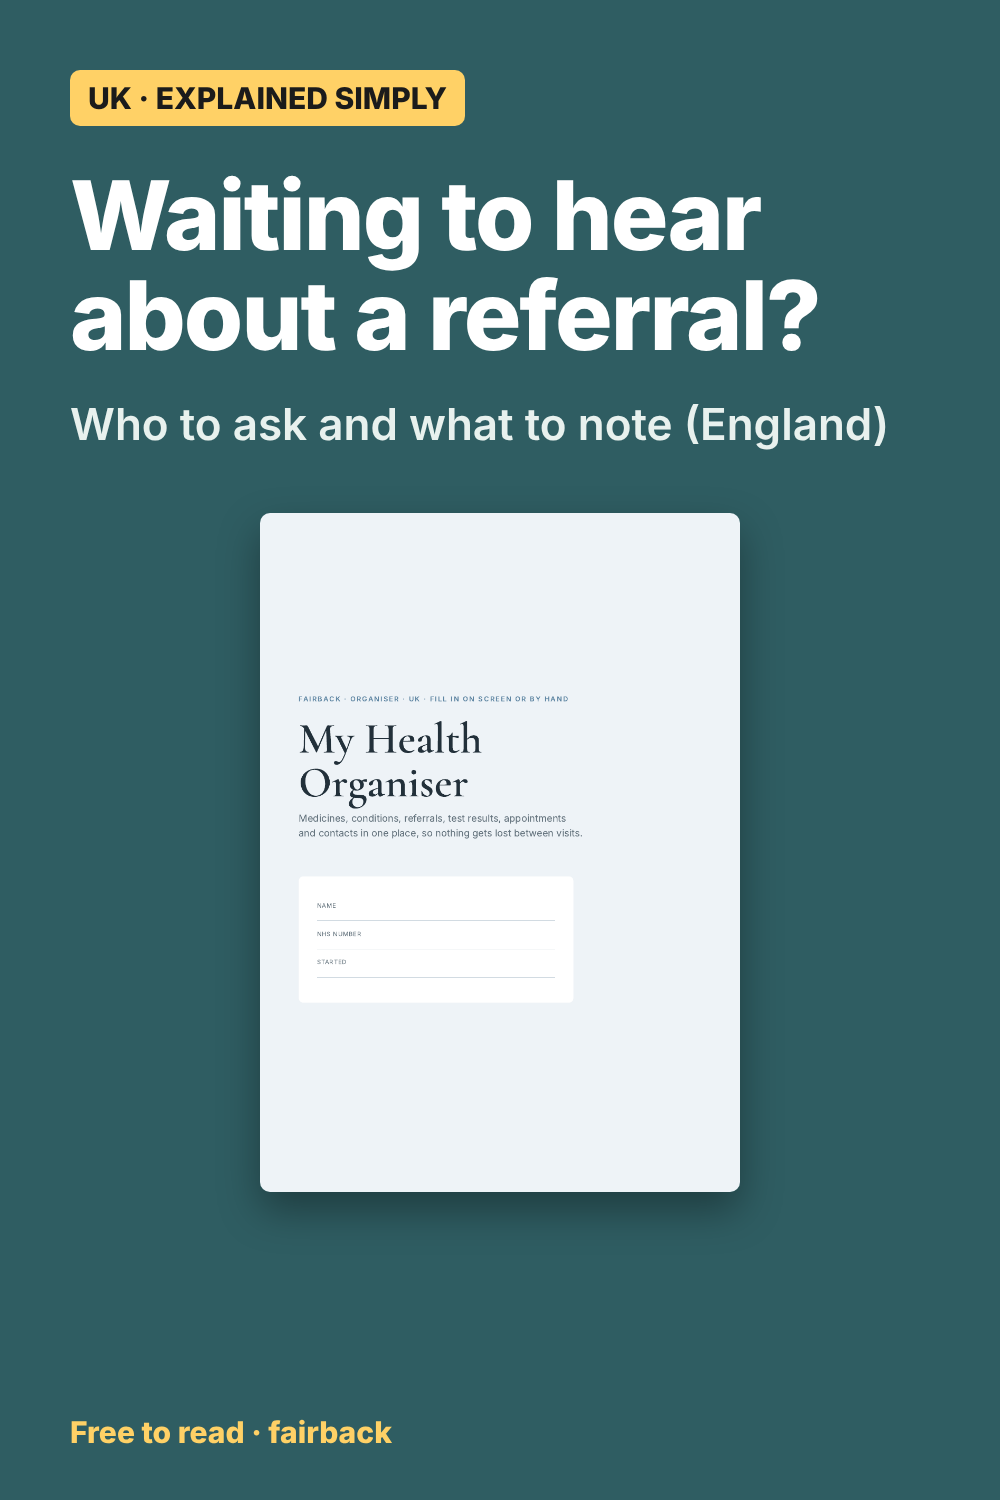 UK · EXPLAINED SIMPLY
Waiting to hear
about a referral?
Who to ask and what to note (England)
FAIRBACK · ORGANISER · UK · FILL IN ON SCREEN OR BY HAND
My Health
Organiser
Medicines, conditions, referrals, test results, appointments
and contacts in one place, so nothing gets lost between visits.
NAME
NHS NUMBER
STARTED
Free to read · fairback